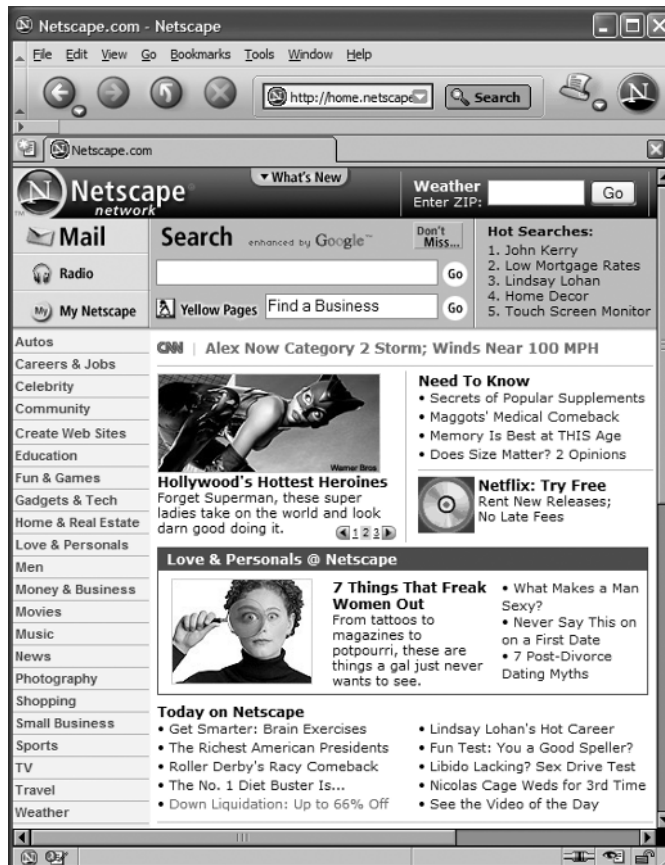 Netscape.com - Netscape
File Edit View Go Bookmarks Tools Window Help
http://home.netscape
Search
Netscape.com
What's New
Netscape
network
Weather
Enter ZIP:
Go
Mail
Radio
My Netscape
Search enhanced by Google™
Don't Miss...
Go
Yellow Pages Find a Business Go
Hot Searches:
1. John Kerry
2. Low Mortgage Rates
3. Lindsay Lohan
4. Home Decor
5. Touch Screen Monitor
Autos
Careers & Jobs
Celebrity
Community
Create Web Sites
Education
Fun & Games
Gadgets & Tech
Home & Real Estate
Love & Personals
Men
Money & Business
Movies
Music
News
Photography
Shopping
Small Business
Sports
TV
Travel
Weather
CNN | Alex Now Category 2 Storm; Winds Near 100 MPH
Warner Bros
Hollywood's Hottest Heroines
Forget Superman, these super
ladies take on the world and look
darn good doing it.
1 2 3
Need To Know
• Secrets of Popular Supplements
• Maggots' Medical Comeback
• Memory Is Best at THIS Age
• Does Size Matter? 2 Opinions
Netflix: Try Free
Rent New Releases;
No Late Fees
Love & Personals @ Netscape
7 Things That Freak
Women Out
From tattoos to
magazines to
potpourri, these are
things a gal just never
wants to see.
• What Makes a Man
Sexy?
• Never Say This on
on a First Date
• 7 Post-Divorce
Dating Myths
Today on Netscape
• Get Smarter: Brain Exercises
• The Richest American Presidents
• Roller Derby's Racy Comeback
• The No. 1 Diet Buster Is...
• Down Liquidation: Up to 66% Off
• Lindsay Lohan's Hot Career
• Fun Test: You a Good Speller?
• Libido Lacking? Sex Drive Test
• Nicolas Cage Weds for 3rd Time
• See the Video of the Day